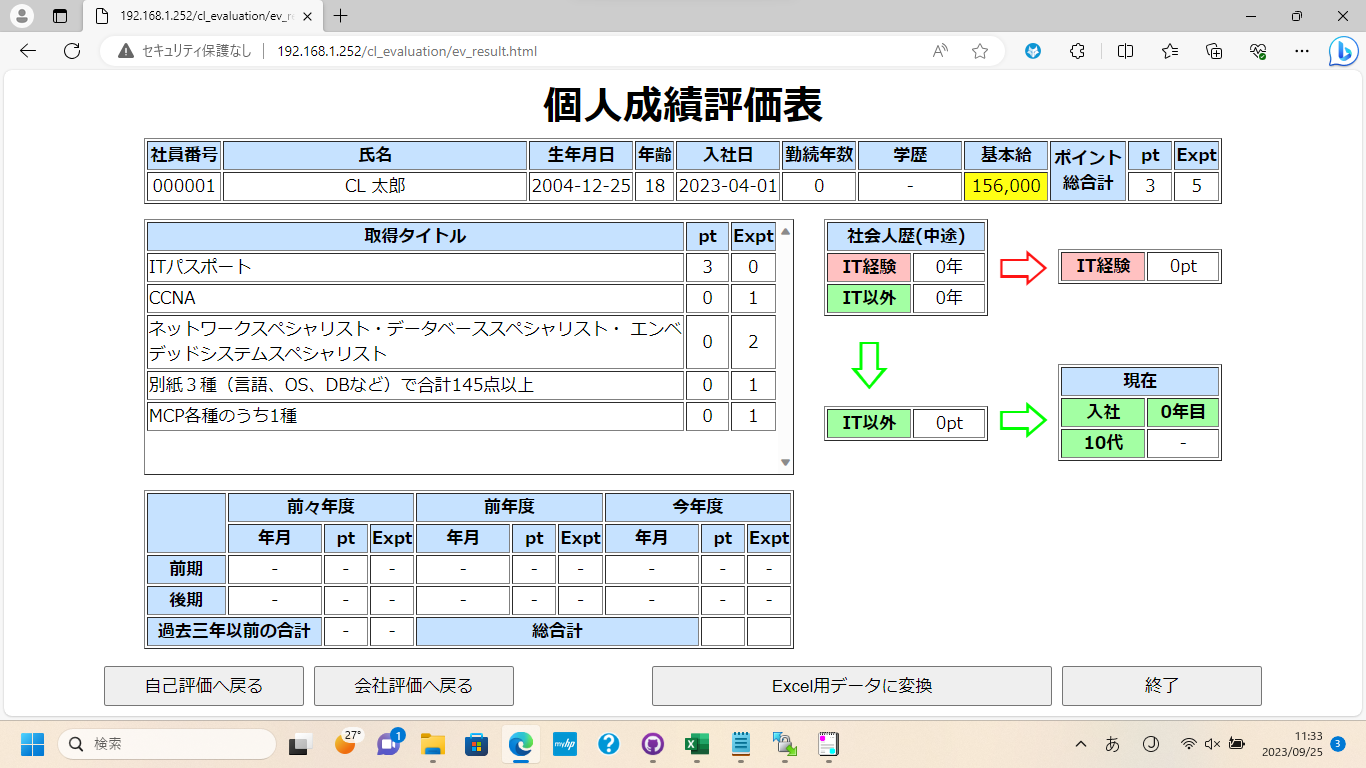 192.168.1.252/cl_evaluation/ev_re
セキュリティ保護なし 192.168.1.252/cl_evaluation/ev_result.html
個人成績評価表
社員番号 氏名 生年月日 年齢 入社日 勤続年数 学歴 基本給 ポイント総合計 pt Expt
000001 CL 太郎 2004-12-25 18 2023-04-01 0 - 156,000 3 5
取得タイトル pt Expt
ITパスポート 3 0
CCNA 0 1
ネットワークスペシャリスト・データベーススペシャリスト・ エンベ
デッドシステムスペシャリスト 0 2
別紙３種（言語、OS、DBなど）で合計145点以上 0 1
MCP各種のうち1種 0 1
社会人歴(中途)
IT経験 0年
IT以外 0年
IT経験 0pt
IT以外 0pt
現在
入社 0年目
10代 -
前々年度 前年度 今年度
年月 pt Expt 年月 pt Expt 年月 pt Expt
前期 - - - - - - - - -
後期 - - - - - - - - -
過去三年以前の合計 - - 総合計
自己評価へ戻る 会社評価へ戻る Excel用データに変換 終了
検索 27° 1 myhp あ 11:33
2023/09/25 3